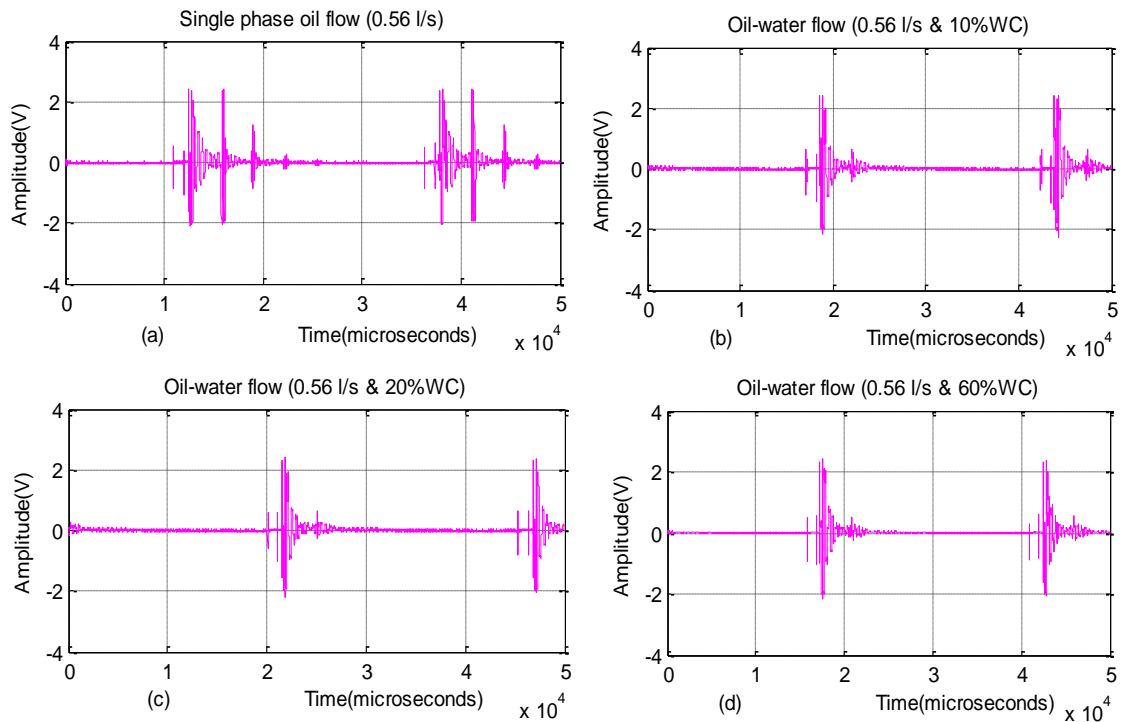 Single phase oil flow (0.56 l/s)
4
2
0
-2
-4
Amplitude(V)
0 1 2 3 4 5
(a) Time(microseconds) x 10^4
Oil-water flow (0.56 l/s & 10%WC)
4
2
0
-2
-4
Amplitude(V)
0 1 2 3 4 5
(b) Time(microseconds) x 10^4
Oil-water flow (0.56 l/s & 20%WC)
4
2
0
-2
-4
Amplitude(V)
0 1 2 3 4 5
(c) Time(microseconds) x 10^4
Oil-water flow (0.56 l/s & 60%WC)
4
2
0
-2
-4
Amplitude(V)
0 1 2 3 4 5
(d) Time(microseconds) x 10^4